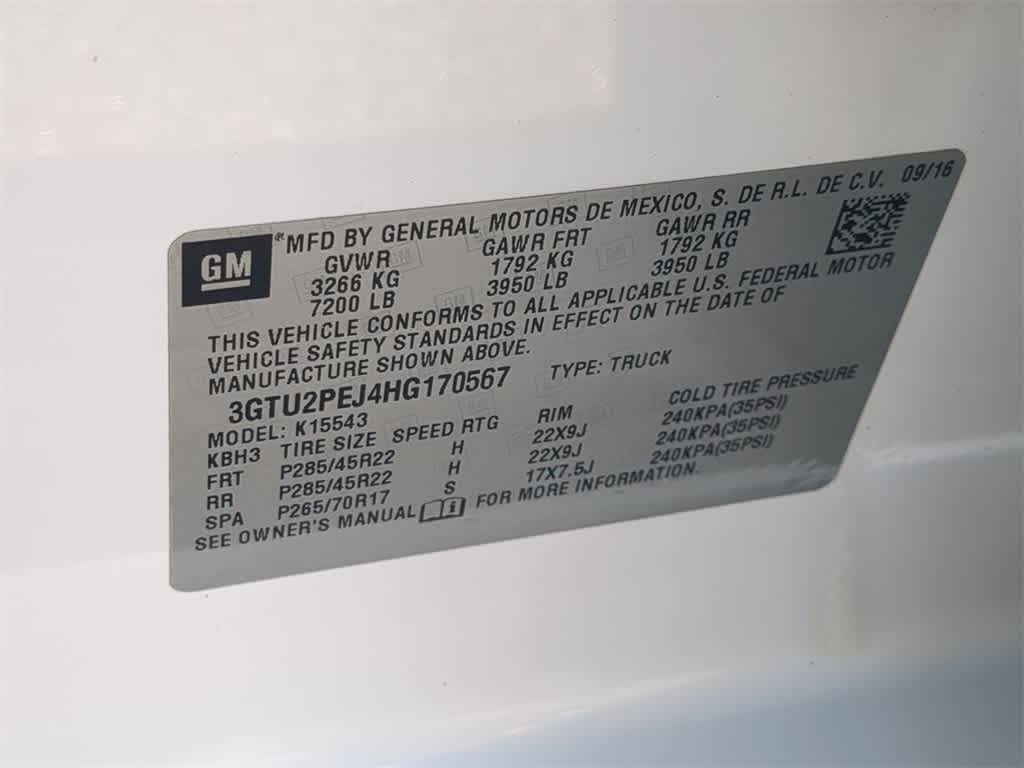 GM
MFD BY GENERAL MOTORS DE MEXICO, S. DE R.L. DE C.V. 09/16
GVWR GAWR FRT GAWR RR
3266 KG 1792 KG 1792 KG
7200 LB 3950 LB 3950 LB
THIS VEHICLE CONFORMS TO ALL APPLICABLE U.S. FEDERAL MOTOR
VEHICLE SAFETY STANDARDS IN EFFECT ON THE DATE OF
MANUFACTURE SHOWN ABOVE.
3GTU2PEJ4HG170567 TYPE: TRUCK
MODEL: K15543
KBH3 TIRE SIZE SPEED RTG RIM COLD TIRE PRESSURE
FRT P285/45R22 H 22X9J 240KPA(35PSI)
RR P285/45R22 H 22X9J 240KPA(35PSI)
SPA P265/70R17 S 17X7.5J 240KPA(35PSI)
SEE OWNER'S MANUAL FOR MORE INFORMATION.